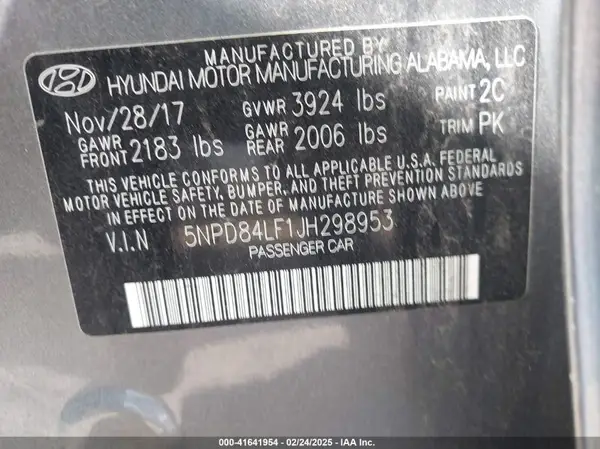 MANUFACTURED BY
HYUNDAI MOTOR MANUFACTURING ALABAMA, LLC
Nov/28/17 GVWR 3924 lbs PAINT 2C
GAWR FRONT 2183 lbs GAWR REAR 2006 lbs TRIM PK
THIS VEHICLE CONFORMS TO ALL APPLICABLE U.S.A. FEDERAL
MOTOR VEHICLE SAFETY, BUMPER, AND THEFT PREVENTION STANDARDS
IN EFFECT ON THE DATE OF MANUFACTURE SHOWN ABOVE
V.I.N 5NPD84LF1JH298953
PASSENGER CAR
000-41641954 - 02/24/2025 - IAA Inc.